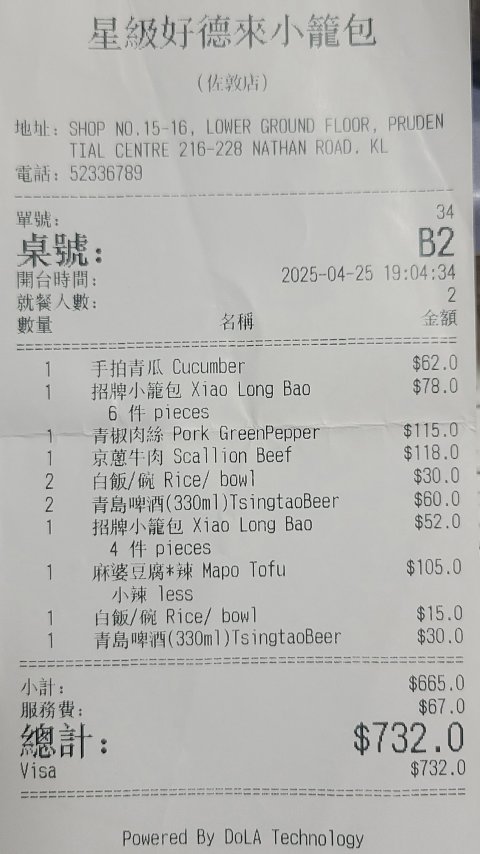 星級好德來小籠包
(佐敦店)
地址: SHOP NO.15-16, LOWER GROUND FLOOR, PRUDEN
TIAL CENTRE 216-228 NATHAN ROAD. KL
電話: 52336789
單號: 34
桌號: B2
開台時間: 2025-04-25 19:04:34
就餐人數: 2
數量 名稱 金額
1 手拍青瓜 Cucumber $62.0
1 招牌小籠包 Xiao Long Bao $78.0
6 件 pieces
1 青椒肉絲 Pork GreenPepper $115.0
1 京蔥牛肉 Scallion Beef $118.0
2 白飯/碗 Rice/ bowl $30.0
2 青島啤酒(330ml)TsingtaoBeer $60.0
1 招牌小籠包 Xiao Long Bao $52.0
4 件 pieces
1 麻婆豆腐*辣 Mapo Tofu $105.0
小辣 less
1 白飯/碗 Rice/ bowl $15.0
1 青島啤酒(330ml)TsingtaoBeer $30.0
小計: $665.0
服務費: $67.0
總計: $732.0
Visa $732.0
Powered By DoLA Technology